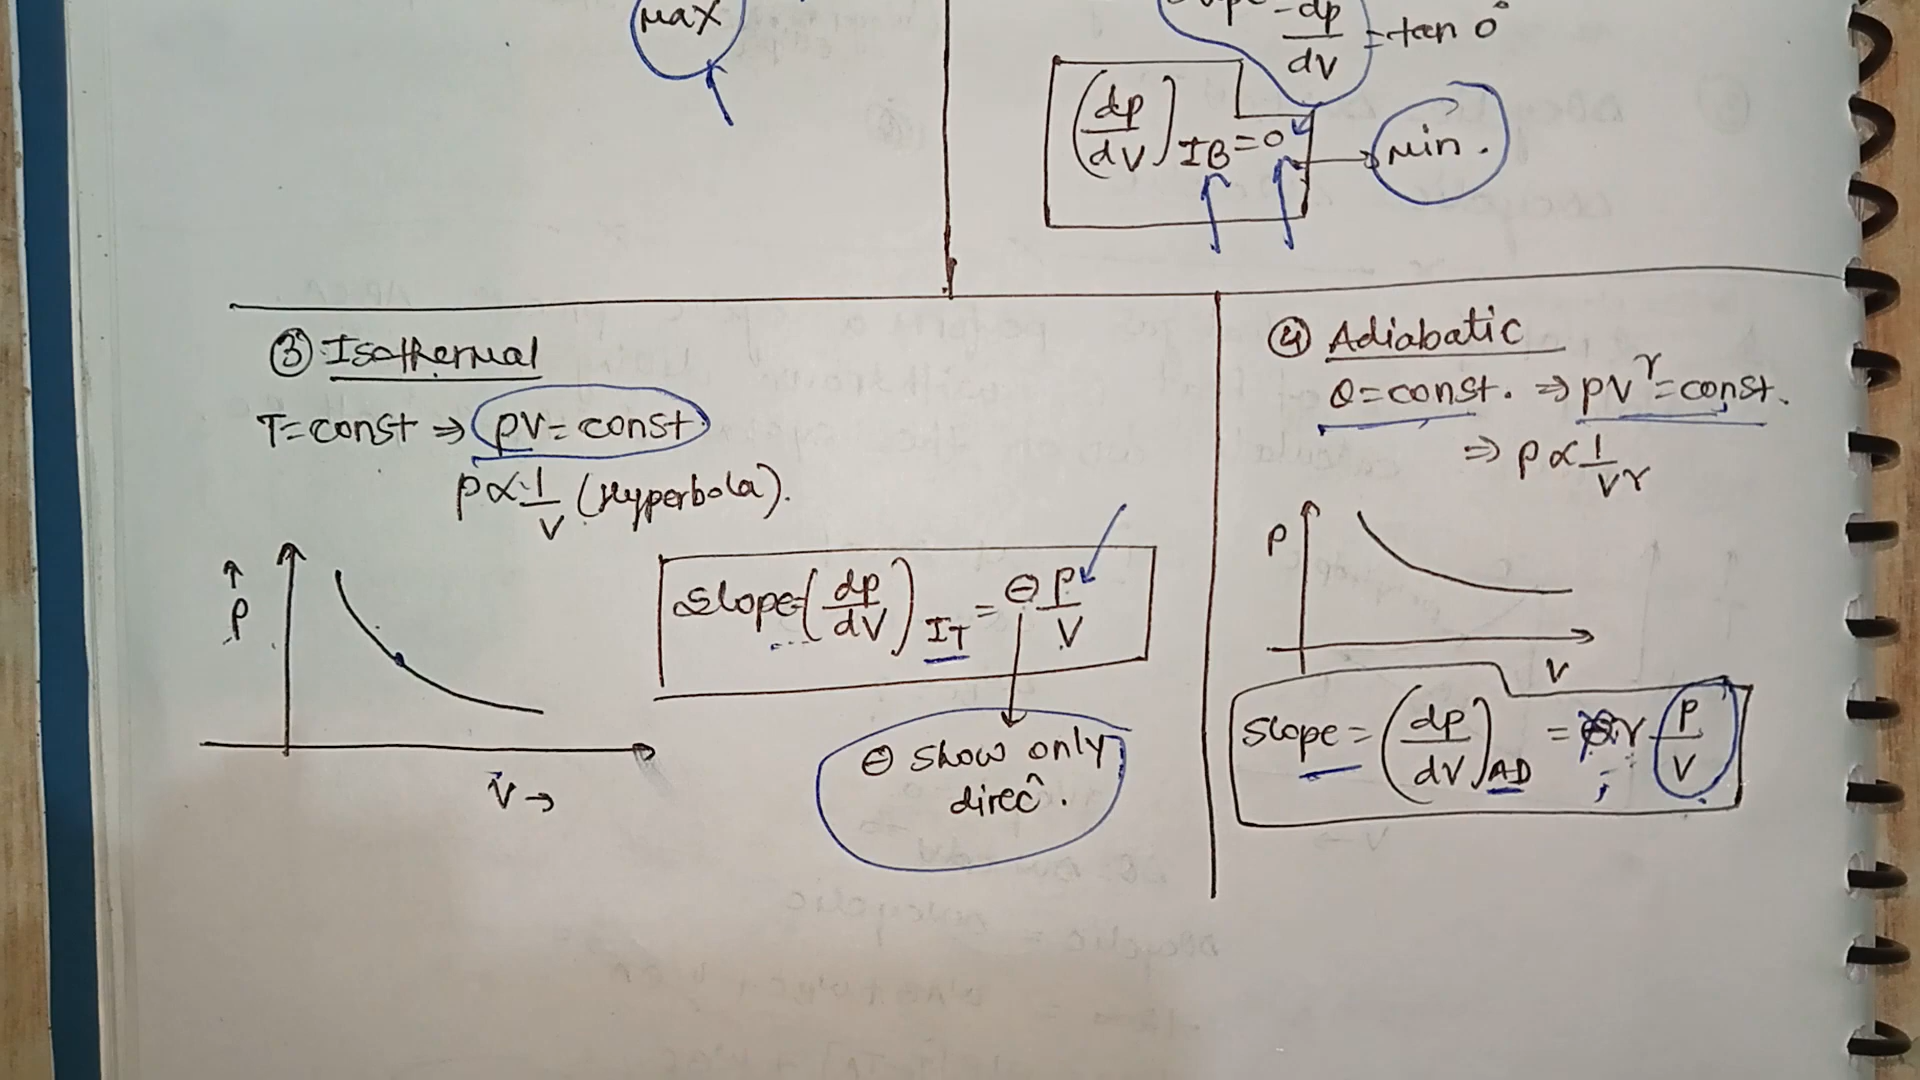 Max
dp
dV
= tan 0°
(dp/dV) IB = 0 → Min.
③ Isothermal
T = const ⇒ PV = const
P ∝ 1/V (Hyperbola).
↑
P
V →
Slope = (dp/dV) IT = ⊖ P/V
⊖ show only
direcⁿ.
④ Adiabatic
Q = const. ⇒ PV^γ = const.
⇒ P ∝ 1/V^γ
P
V
Slope = (dp/dV) AD = γ P/V